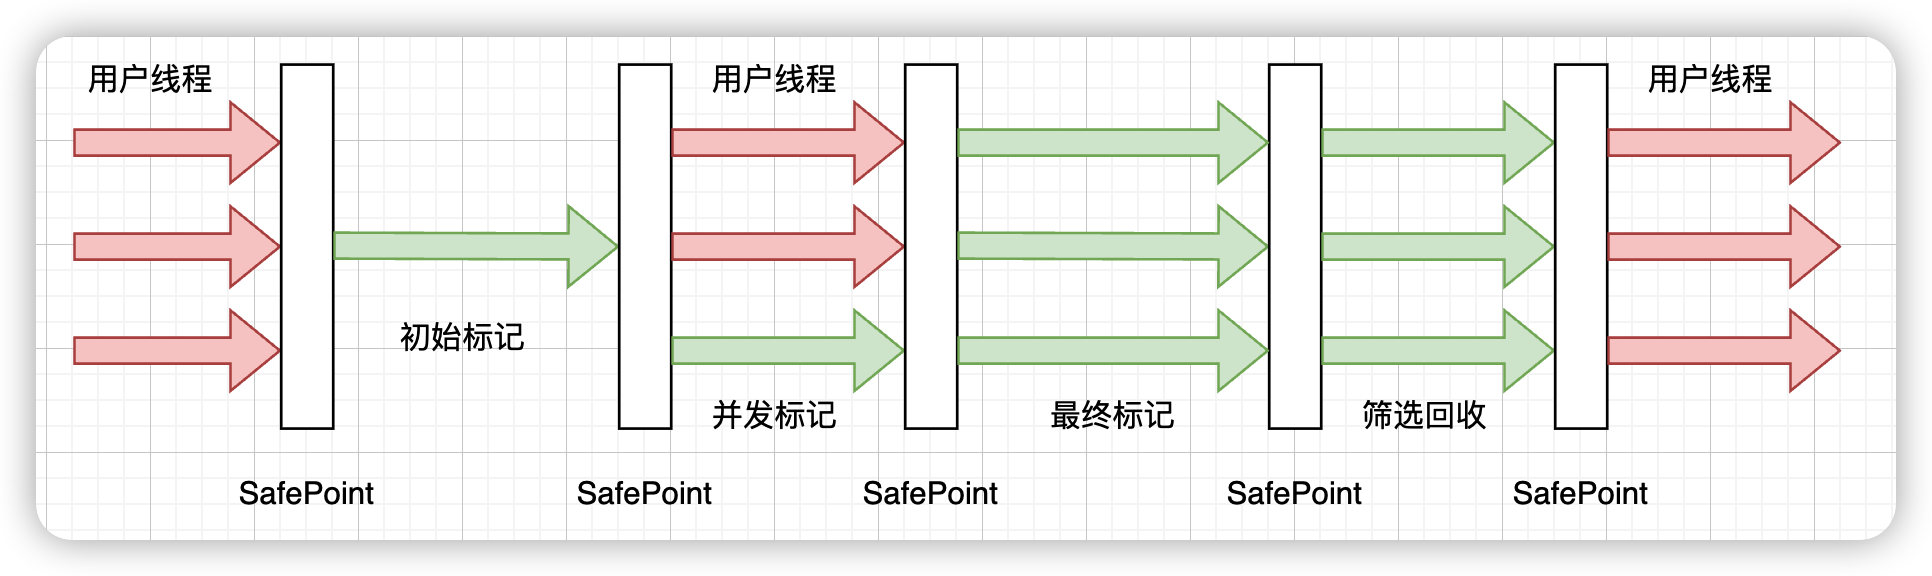 用户线程
用户线程
用户线程
初始标记
并发标记
最终标记
筛选回收
SafePoint
SafePoint
SafePoint
SafePoint
SafePoint